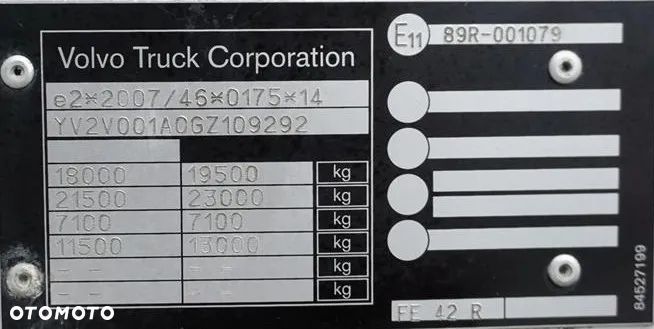 Volvo Truck Corporation
e2*2007/46*0175*14
YV2V001A0GZ109292
18000 19500 kg
21500 23000 kg
7100 7100 kg
11500 13000 kg
-- -- kg
-- -- kg
E11 89R-001079
FE 42 R
84527199
OTOMOTO